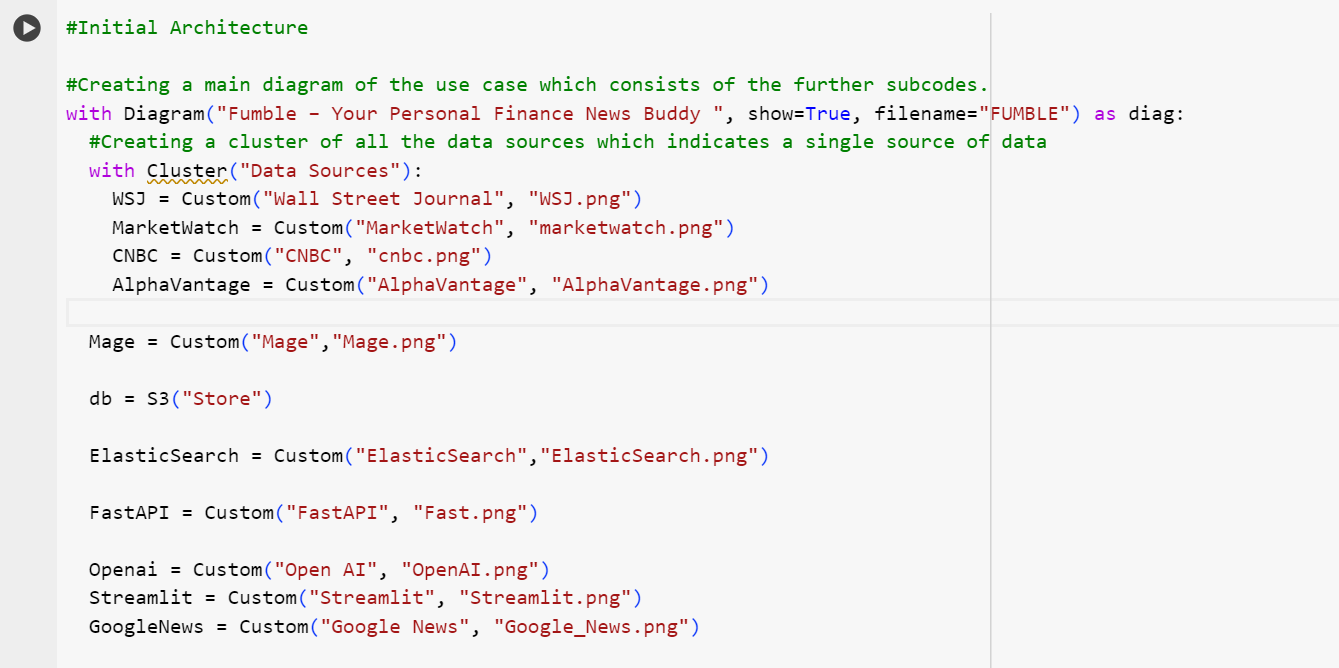 #Initial Architecture
#Creating a main diagram of the use case which consists of the further subcodes.
with Diagram("Fumble – Your Personal Finance News Buddy ", show=True, filename="FUMBLE") as diag:
  #Creating a cluster of all the data sources which indicates a single source of data
  with Cluster("Data Sources"):
    WSJ = Custom("Wall Street Journal", "WSJ.png")
    MarketWatch = Custom("MarketWatch", "marketwatch.png")
    CNBC = Custom("CNBC", "cnbc.png")
    AlphaVantage = Custom("AlphaVantage", "AlphaVantage.png")
  Mage = Custom("Mage","Mage.png")
  db = S3("Store")
  ElasticSearch = Custom("ElasticSearch","ElasticSearch.png")
  FastAPI = Custom("FastAPI", "Fast.png")
  Openai = Custom("Open AI", "OpenAI.png")
  Streamlit = Custom("Streamlit", "Streamlit.png")
  GoogleNews = Custom("Google News", "Google_News.png")